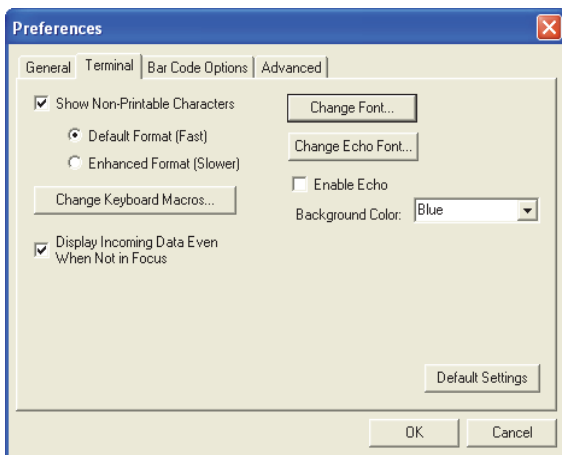 Preferences
General Terminal Bar Code Options Advanced
Show Non-Printable Characters
Default Format (Fast)
Enhanced Format (Slower)
Change Keyboard Macros...
Display Incoming Data Even
When Not in Focus
Change Font...
Change Echo Font...
Enable Echo
Background Color: Blue
Default Settings
OK Cancel